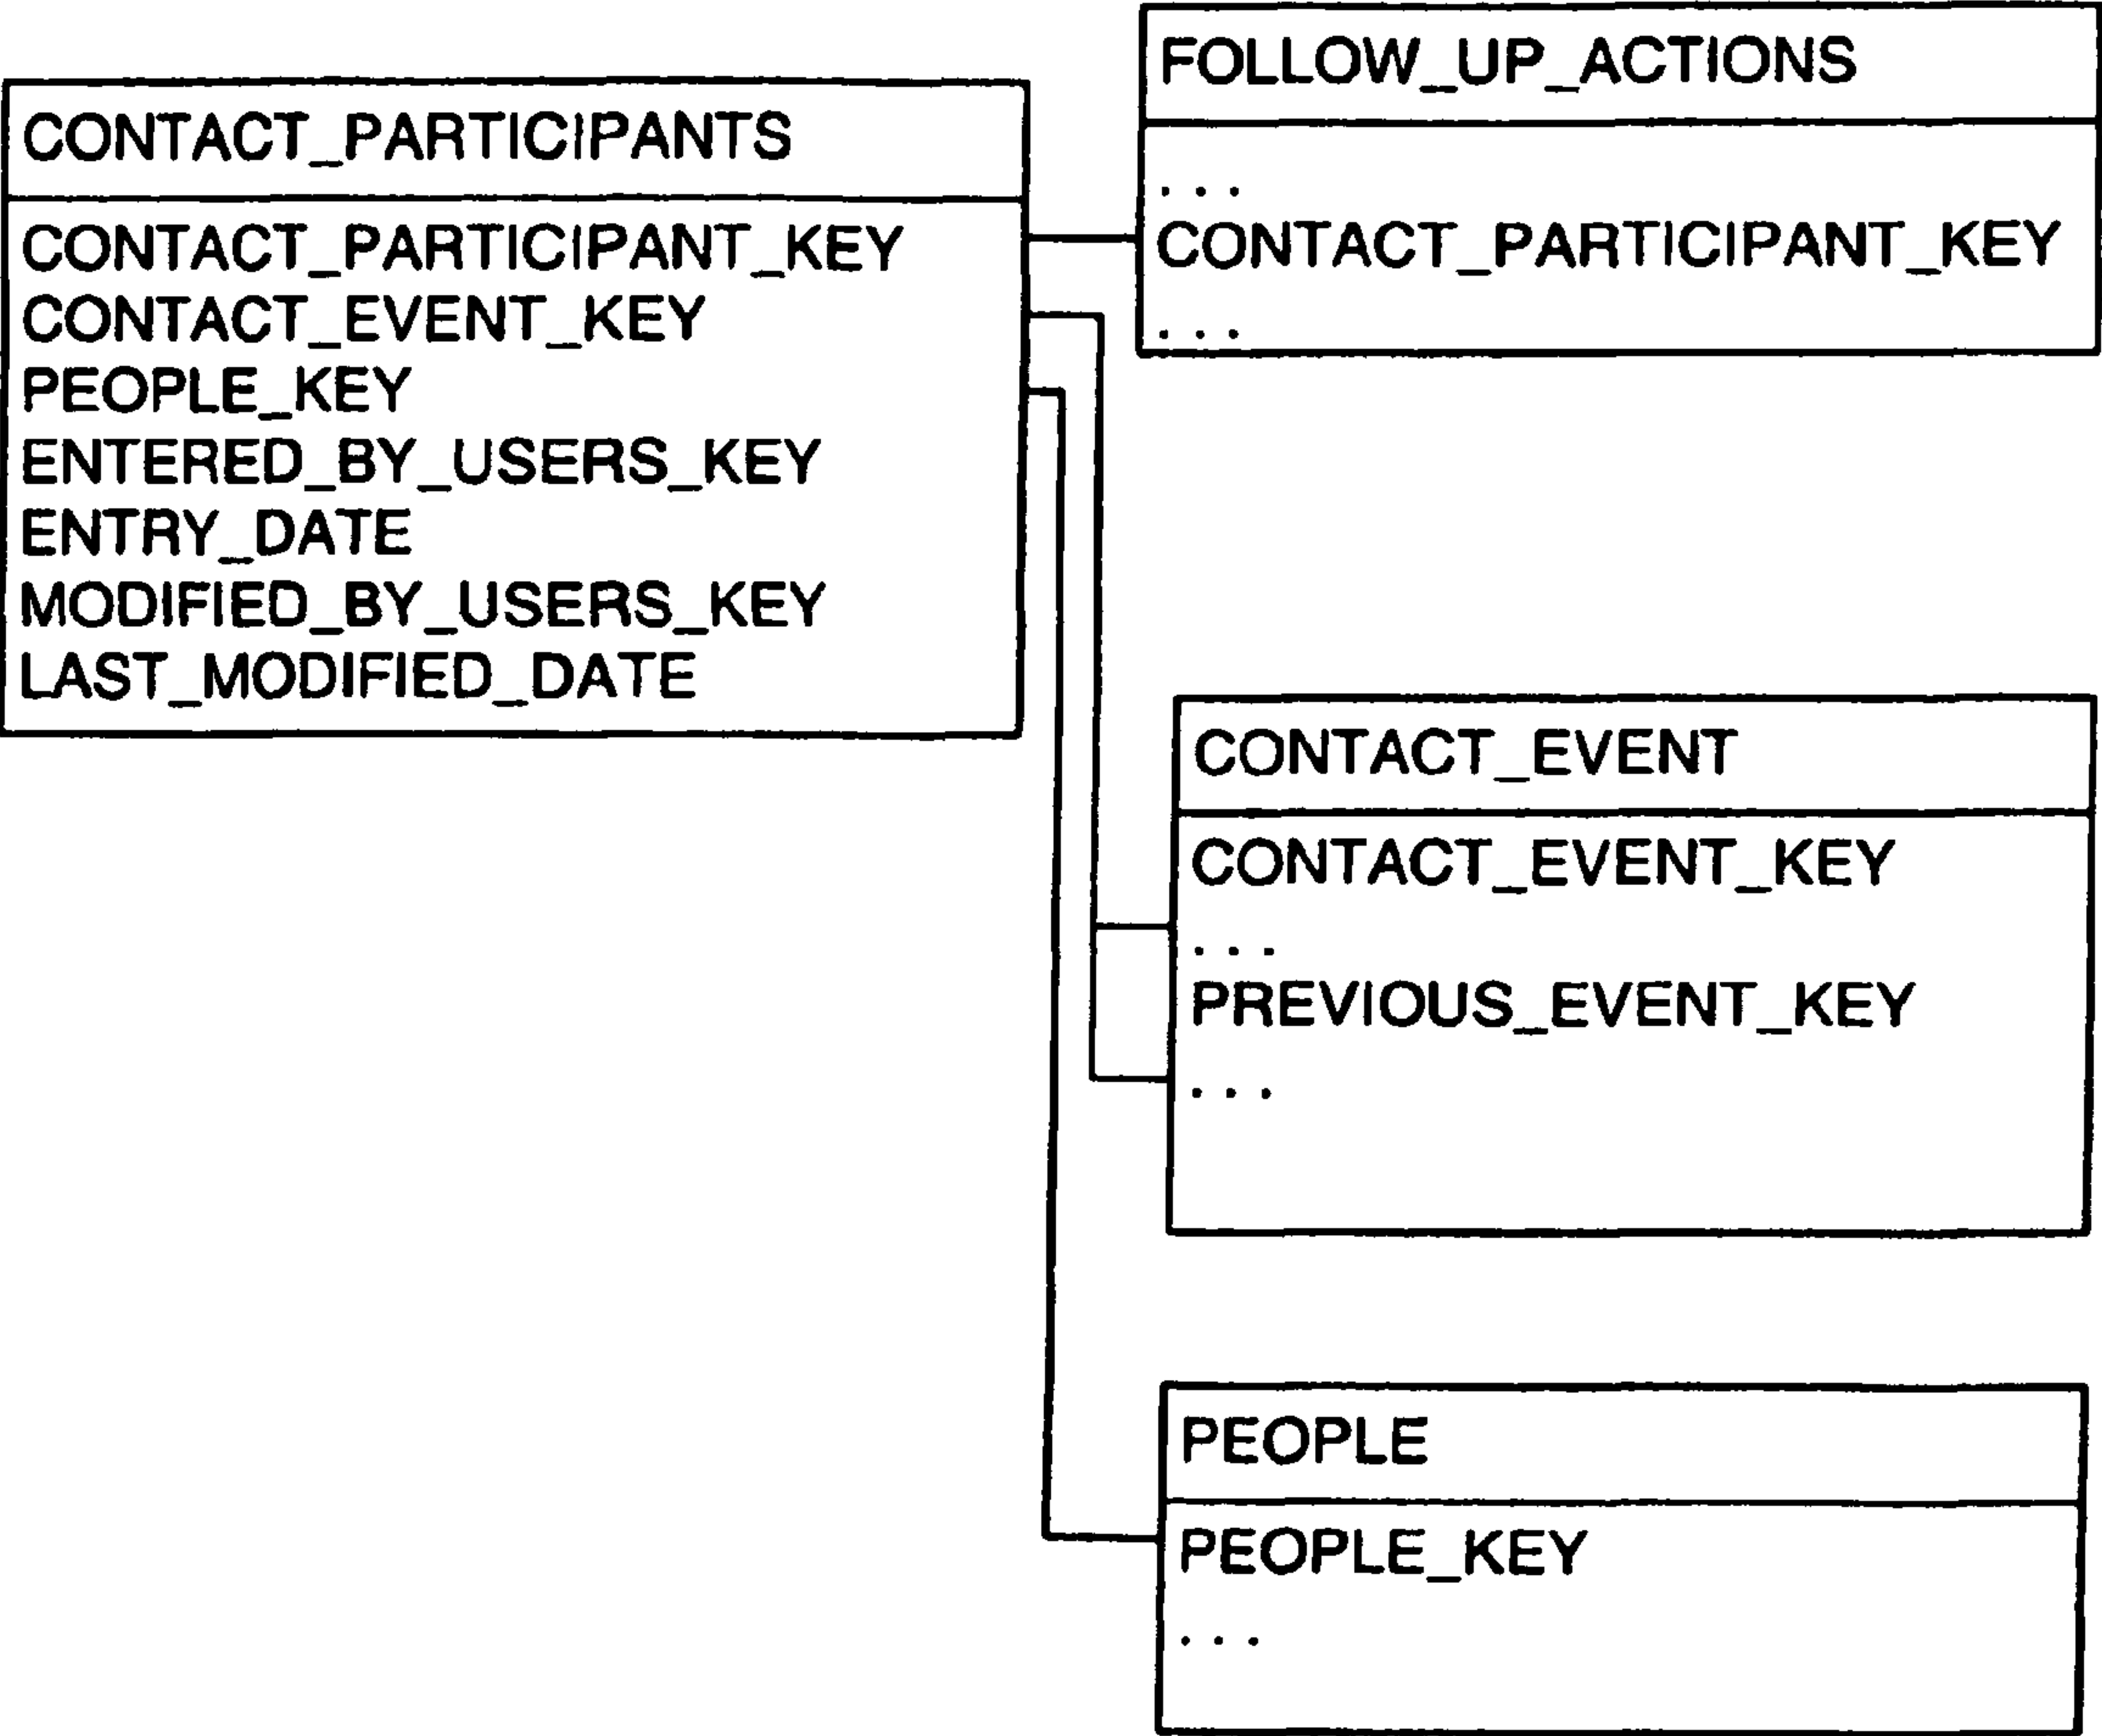 CONTACT_PARTICIPANTS
CONTACT_PARTICIPANT_KEY
CONTACT_EVENT_KEY
PEOPLE_KEY
ENTERED_BY_USERS_KEY
ENTRY_DATE
MODIFIED_BY_USERS_KEY
LAST_MODIFIED_DATE
FOLLOW_UP_ACTIONS
. . .
CONTACT_PARTICIPANT_KEY
. . .
CONTACT_EVENT
CONTACT_EVENT_KEY
. . .
PREVIOUS_EVENT_KEY
. . .
PEOPLE
PEOPLE_KEY
. . .